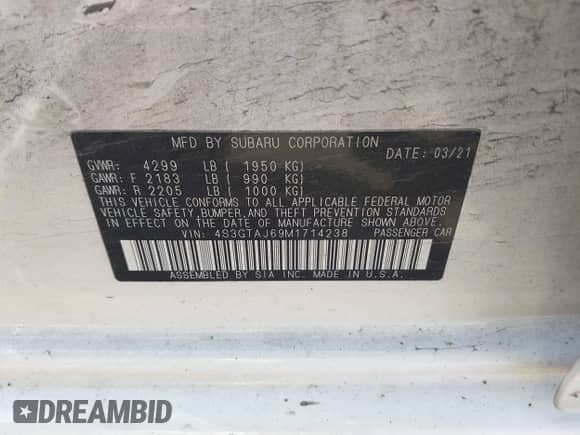 MFD BY SUBARU CORPORATION
DATE: 03/21
GVWR: 4299 LB ( 1950 KG)
GAWR: F 2183 LB ( 990 KG)
GAWR: R 2205 LB ( 1000 KG)
THIS VEHICLE CONFORMS TO ALL APPLICABLE FEDERAL MOTOR
VEHICLE SAFETY, BUMPER, AND THEFT PREVENTION STANDARDS
IN EFFECT ON THE DATE OF MANUFACTURE SHOWN ABOVE.
VIN: 4S3GTAJ69M1714238 PASSENGER CAR
ASSEMBLED BY SIA INC. MADE IN U.S.A.
DREAMBID